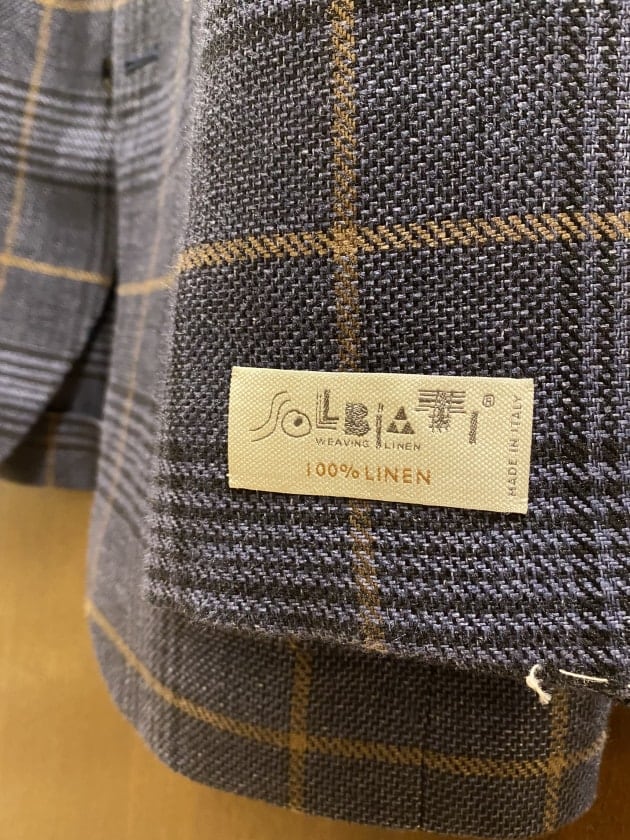 SOLBIATI®
WEAVING LINEN
100% LINEN
MADE IN ITALY